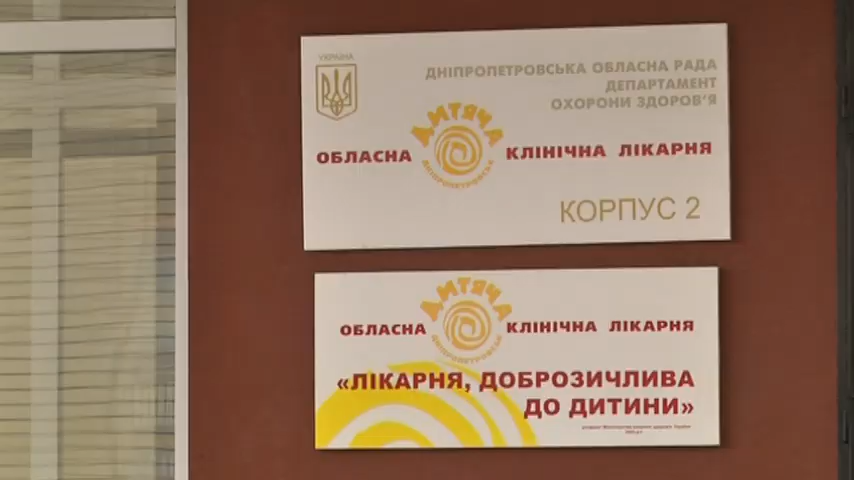 УКРАЇНА
ДНІПРОПЕТРОВСЬКА ОБЛАСНА РАДА
ДЕПАРТАМЕНТ
ОХОРОНИ ЗДОРОВ'Я
ОБЛАСНА ДИТЯЧА КЛІНІЧНА ЛІКАРНЯ
ДНІПРОПЕТРОВСЬК
КОРПУС 2
ОБЛАСНА ДИТЯЧА КЛІНІЧНА ЛІКАРНЯ
ДНІПРОПЕТРОВСЬК
«ЛІКАРНЯ, ДОБРОЗИЧЛИВА
ДО ДИТИНИ»